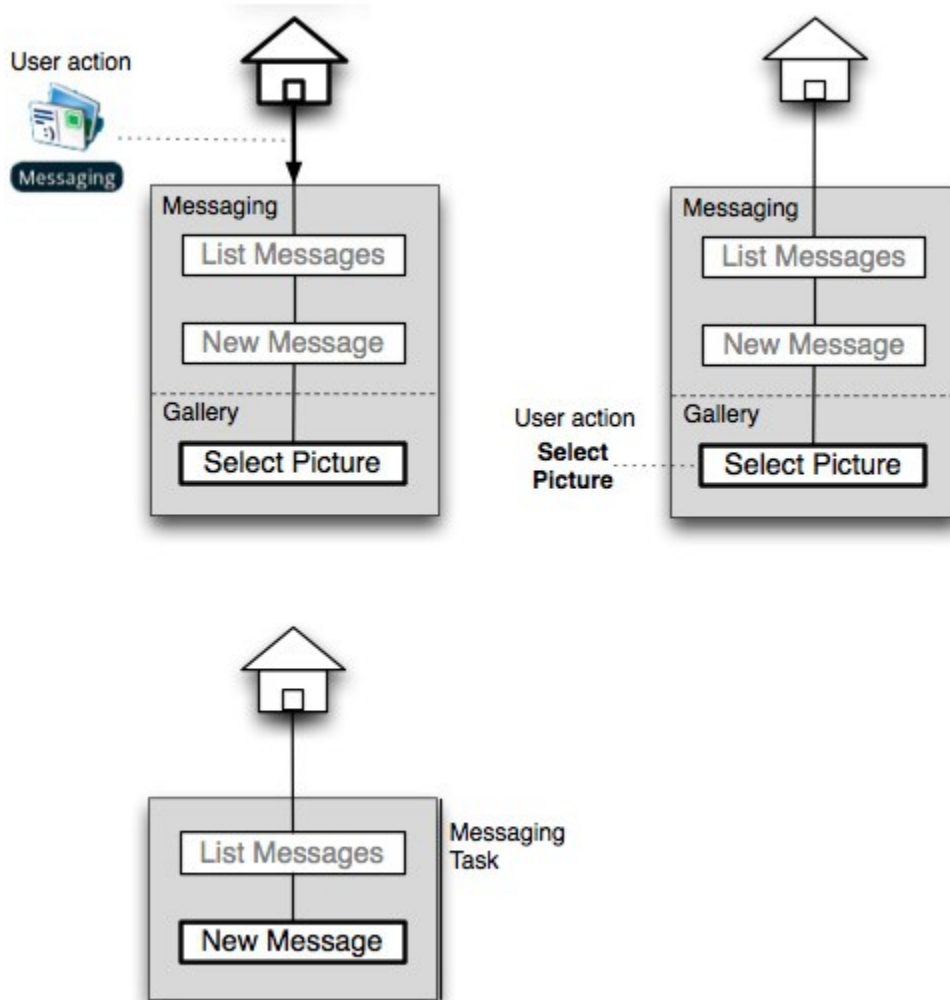 User action
:)
Messaging
Messaging
List Messages
New Message
Gallery
Select Picture
Messaging
List Messages
New Message
Gallery
User action
Select
Picture
Select Picture
List Messages
New Message
Messaging
Task